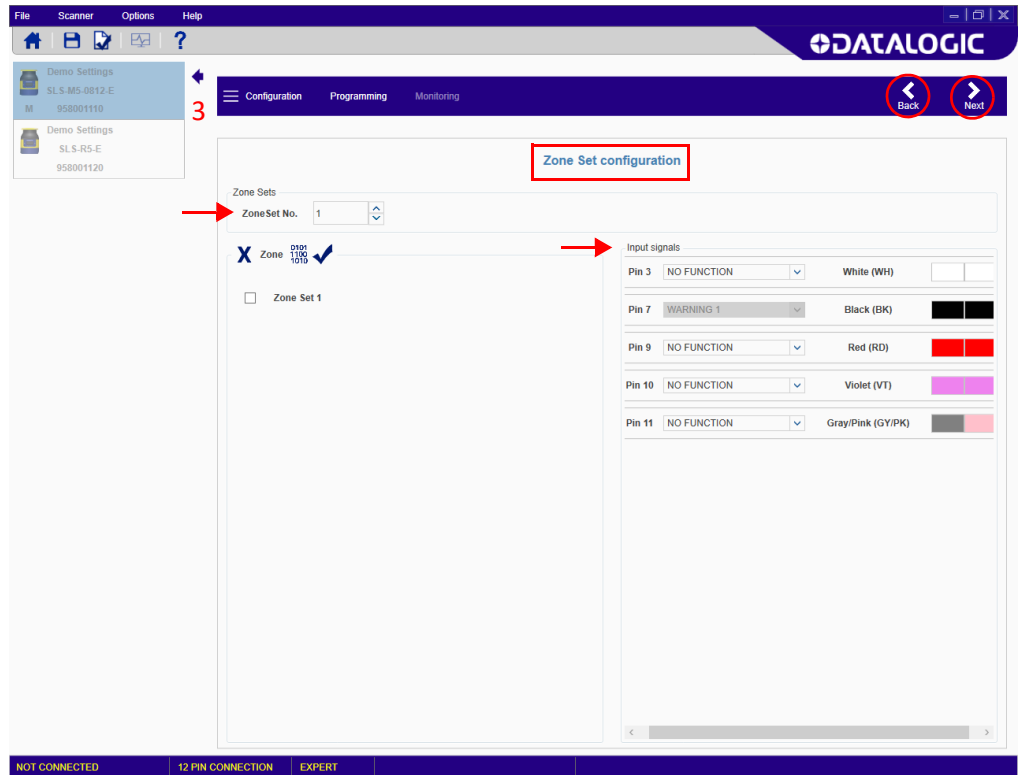 File Scanner Options Help
DATALOGIC
Demo Settings
SLS-M5-0812-E
M 958001110
Demo Settings
SLS-R5-E
958001120
3
Configuration Programming Monitoring
Back Next
Zone Set configuration
Zone Sets
ZoneSet No. 1
X Zone 0101
1100
1010
Zone Set 1
Input signals
Pin 3 NO FUNCTION White (WH)
Pin 7 WARNING 1 Black (BK)
Pin 9 NO FUNCTION Red (RD)
Pin 10 NO FUNCTION Violet (VT)
Pin 11 NO FUNCTION Gray/Pink (GY/PK)
NOT CONNECTED 12 PIN CONNECTION EXPERT